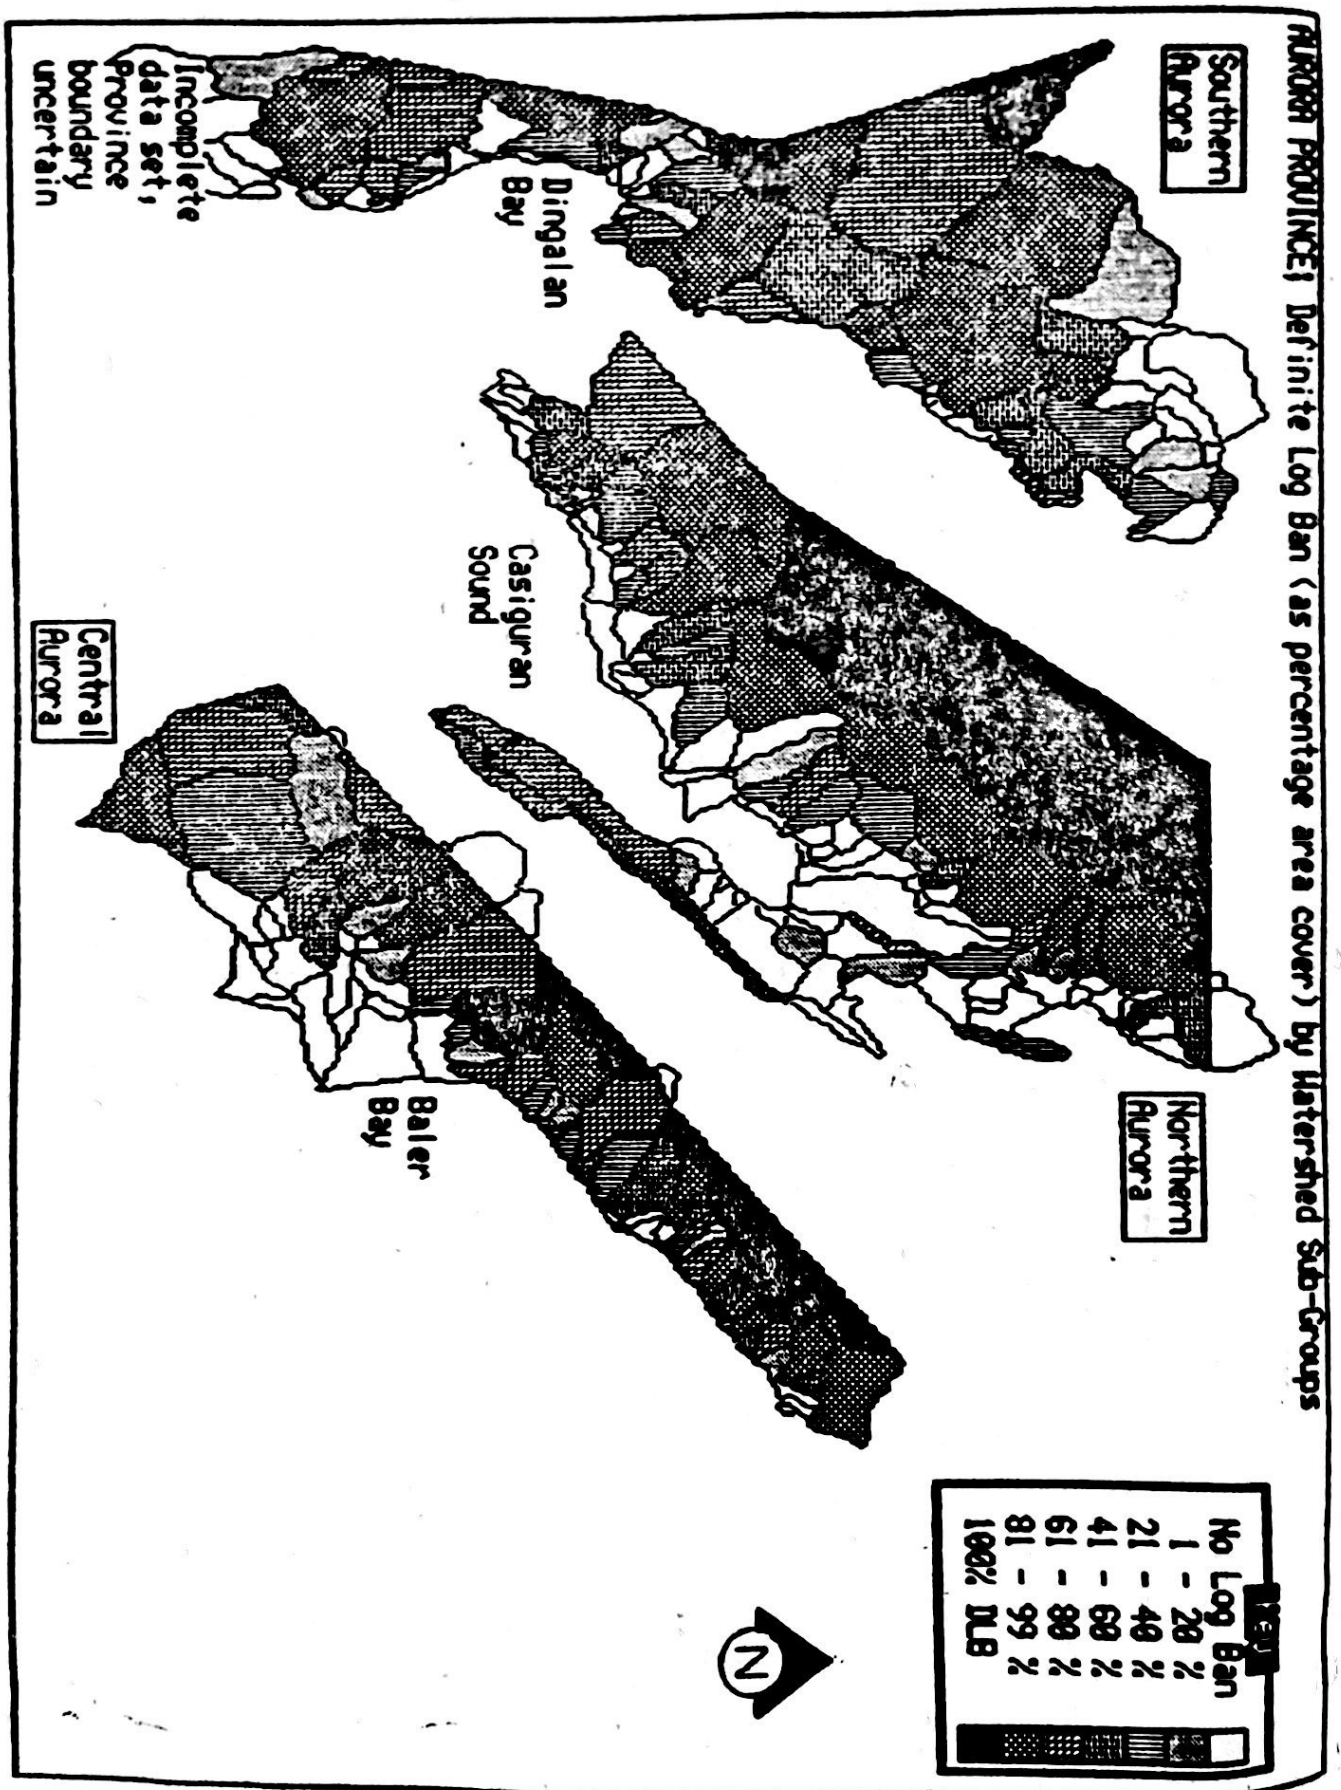 AURORA PROVINCE; Definite Log Ban (as percentage area cover) by Watershed Sub-Groups
Southern
Aurora
Northern
Aurora
KEY
No Log Ban
1 - 20 %
21 - 40 %
41 - 60 %
61 - 80 %
81 - 99 %
100% DLB
Dingalan
Bay
Casiguran
Sound
Baler
Bay
N
Incomplete
data set;
Province
boundary
uncertain
Central
Aurora